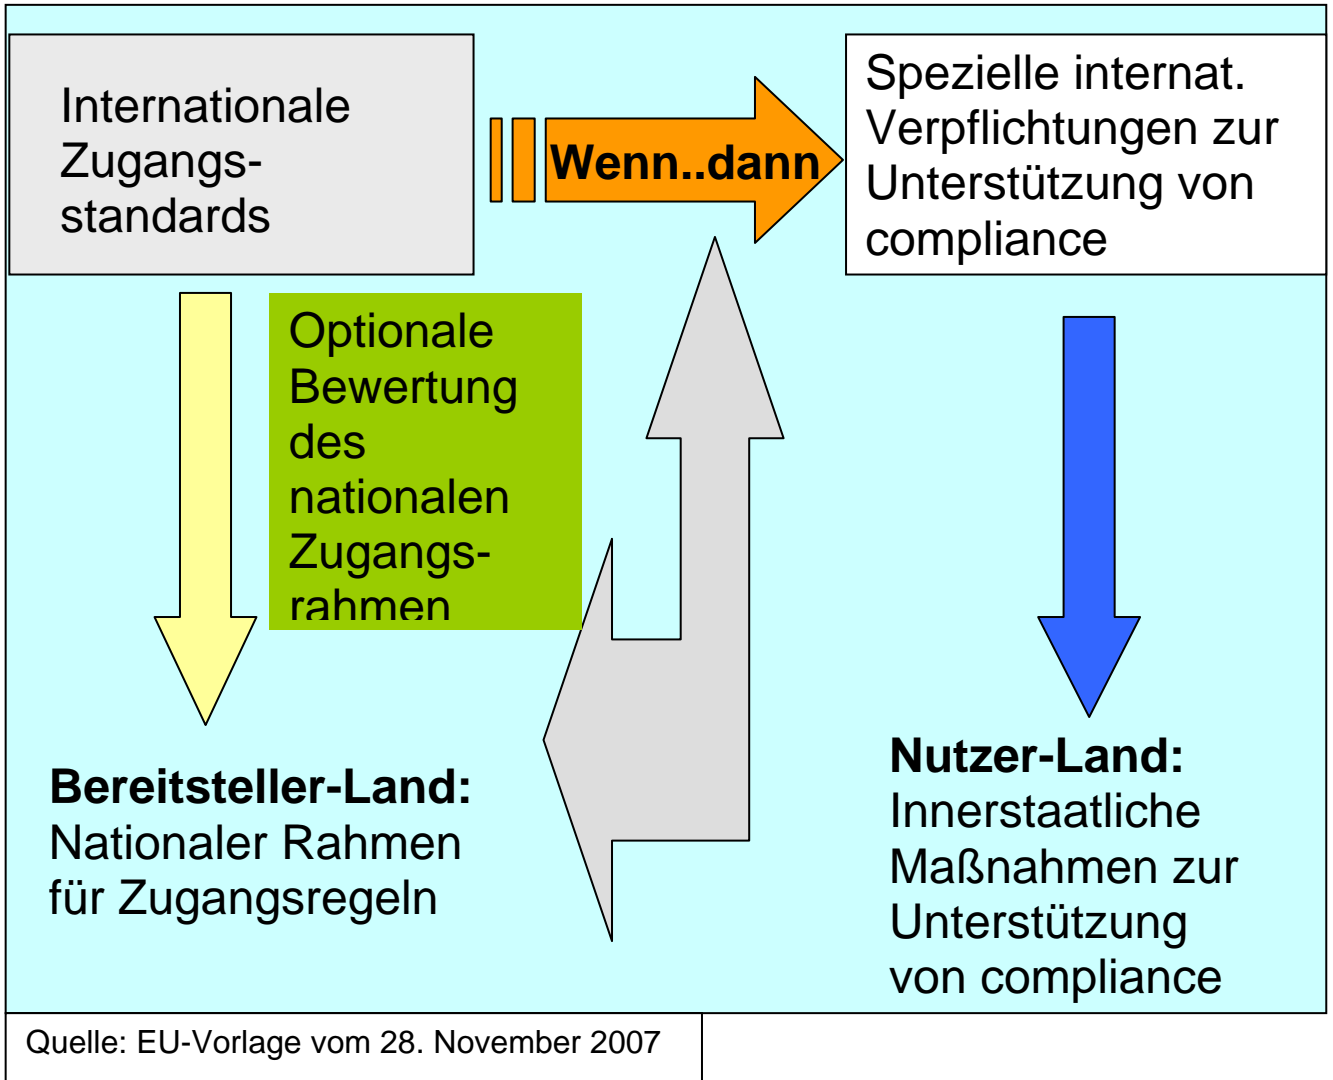 Internationale
Zugangs-
standards
Wenn..dann
Spezielle internat.
Verpflichtungen zur
Unterstützung von
compliance
Optionale
Bewertung
des
nationalen
Zugangs-
rahmen
Bereitsteller-Land:
Nationaler Rahmen
für Zugangsregeln
Nutzer-Land:
Innerstaatliche
Maßnahmen zur
Unterstützung
von compliance
Quelle: EU-Vorlage vom 28. November 2007